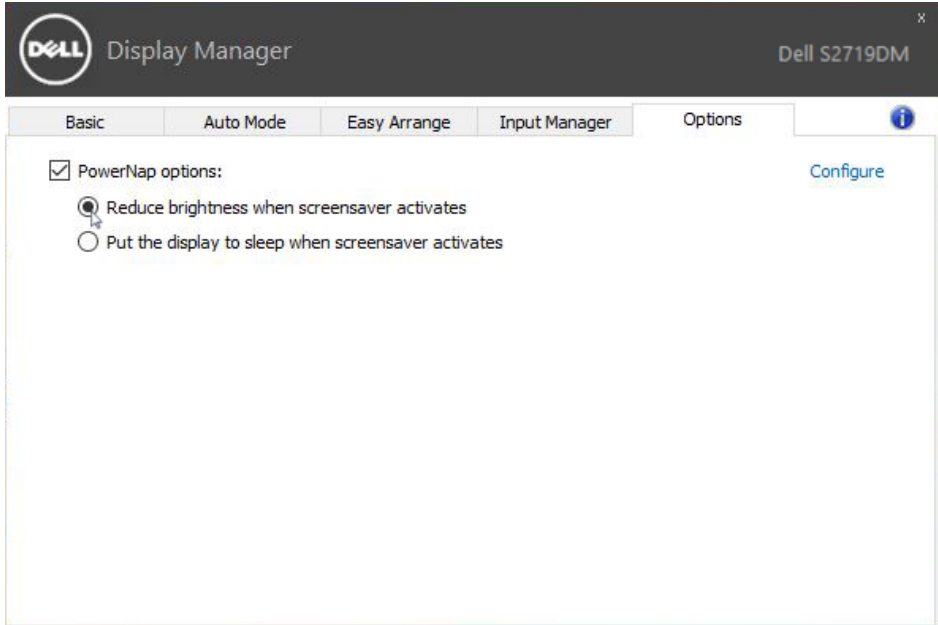 DELL Display Manager
x
Dell S2719DM
Basic Auto Mode Easy Arrange Input Manager Options i
PowerNap options: Configure
Reduce brightness when screensaver activates
Put the display to sleep when screensaver activates